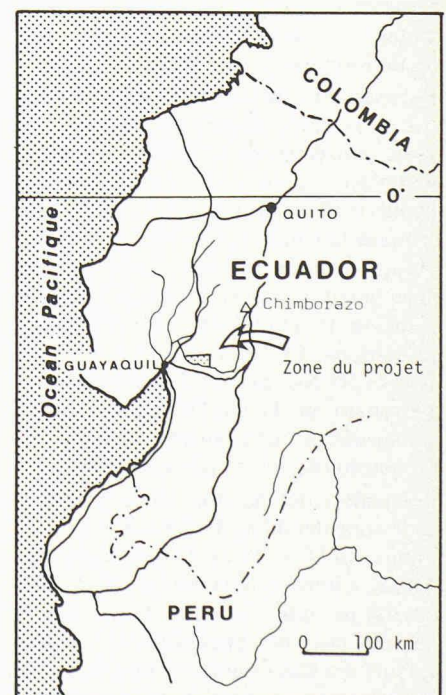 COLOMBIA
0°
QUITO
Océan Pacifique
ECUADOR
Chimborazo
GUAYAQUIL
Zone du projet
PERU
0 100 km